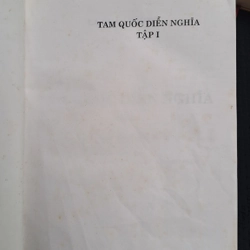 TAM QUỐC DIỄN NGHĨA
TẬP I